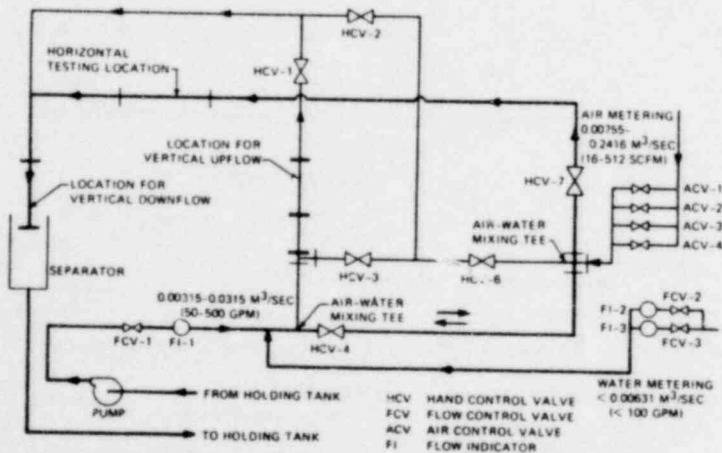 HCV-2
HCV-1
HORIZONTAL
TESTING LOCATION
AIR METERING
0.00755-
0.2416 M³/SEC
(16-512 SCFM)
LOCATION FOR
VERTICAL UPFLOW
HCV-7
ACV-1
ACV-2
ACV-3
ACV-4
LOCATION FOR
VERTICAL DOWNFLOW
AIR-WATER
MIXING TEE
SEPARATOR
HCV-3
HCV-6
0.00315-0.0315 M³/SEC
(50-500 GPM)
AIR-WATER
MIXING TEE
FCV-2
FI-2
FI-3
FCV-3
FCV-1
FI-1
HCV-4
WATER METERING
< 0.00631 M³/SEC
(< 100 GPM)
PUMP
FROM HOLDING TANK
TO HOLDING TANK
HCV HAND CONTROL VALVE
FCV FLOW CONTROL VALVE
ACV AIR CONTROL VALVE
FI FLOW INDICATOR